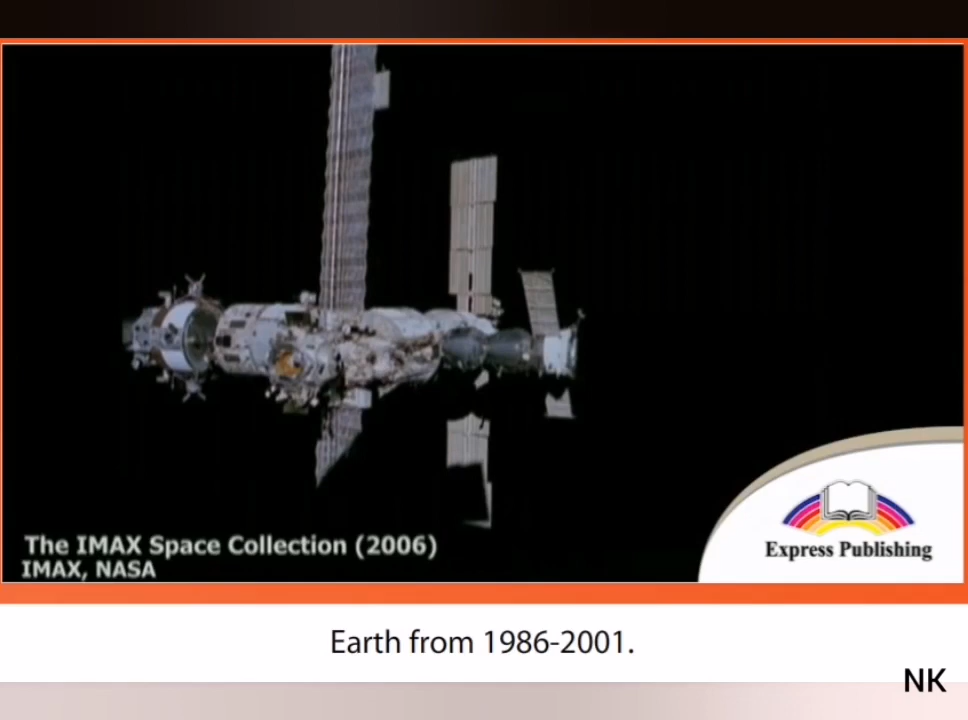 The IMAX Space Collection (2006)
IMAX, NASA
Express Publishing
Earth from 1986-2001.
NK